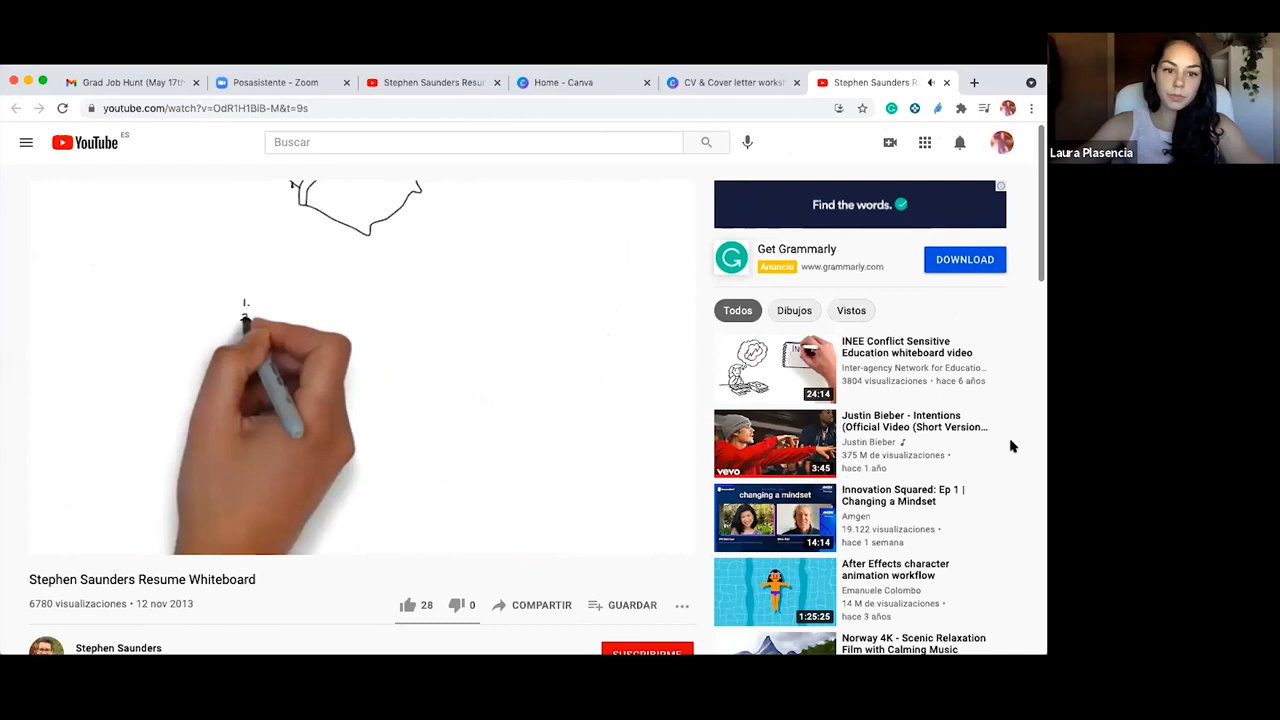 Grad Job Hunt (May 17th
Posasistente - Zoom
Stephen Saunders Resum
Home - Canva
CV & Cover letter worksh
Stephen Saunders Re
youtube.com/watch?v=OdR1H1BiB-M&t=9s
YouTube ES
Buscar
Laura Plasencia
1.
Find the words.
Get Grammarly
Anuncio www.grammarly.com
DOWNLOAD
Todos
Dibujos
Vistos
IN
24:14
INEE Conflict Sensitive
Education whiteboard video
Inter-agency Network for Educatio...
3804 visualizaciones • hace 6 años
vevo
3:45
Justin Bieber - Intentions
(Official Video (Short Version...
Justin Bieber
375 M de visualizaciones •
hace 1 año
changing a mindset
14:14
Innovation Squared: Ep 1 |
Changing a Mindset
Amgen
19.122 visualizaciones •
hace 1 semana
1:25:25
After Effects character
animation workflow
Emanuele Colombo
14 M de visualizaciones •
hace 3 años
Norway 4K - Scenic Relaxation
Film with Calming Music
Stephen Saunders Resume Whiteboard
6780 visualizaciones • 12 nov 2013
28
0
COMPARTIR
GUARDAR
Stephen Saunders
SUSCRIBIRME